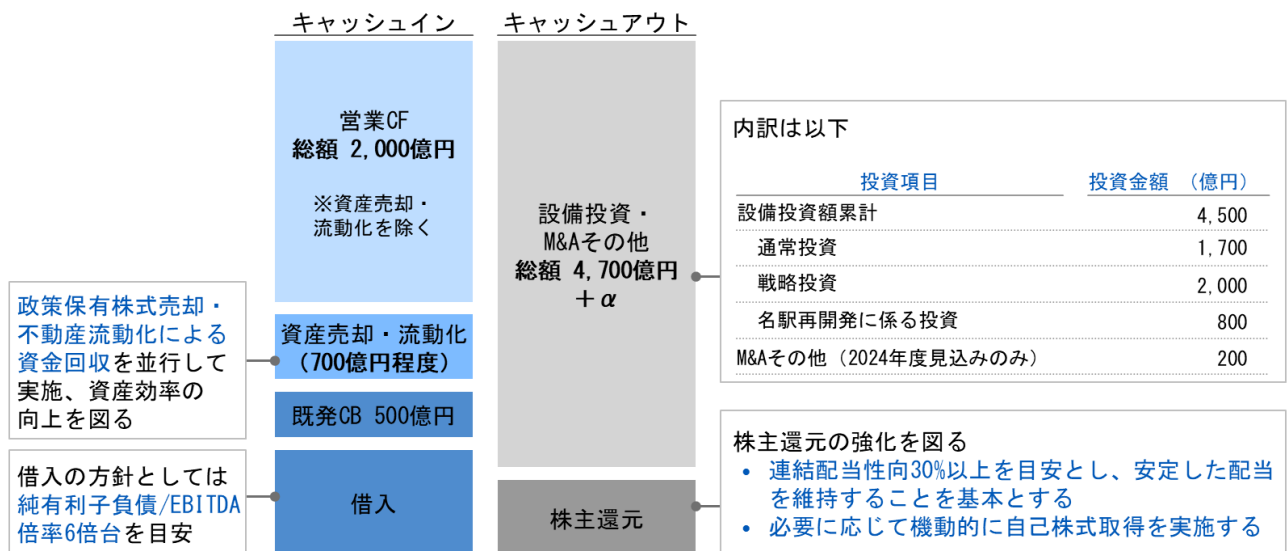 キャッシュイン
キャッシュアウト
営業CF
総額 2,000億円
※資産売却・
流動化を除く
資産売却・流動化
(700億円程度)
既発CB 500億円
借入
設備投資・
M&Aその他
総額 4,700億円
+α
株主還元
政策保有株式売却・
不動産流動化による
資金回収を並行して
実施、資産効率の
向上を図る
借入の方針としては
純有利子負債/EBITDA
倍率6倍台を目安
内訳は以下
投資項目 投資金額 (億円)
設備投資額累計 4,500
通常投資 1,700
戦略投資 2,000
名駅再開発に係る投資 800
M&Aその他(2024年度見込みのみ) 200
株主還元の強化を図る
• 連結配当性向30%以上を目安とし、安定した配当
を維持することを基本とする
• 必要に応じて機動的に自己株式取得を実施する